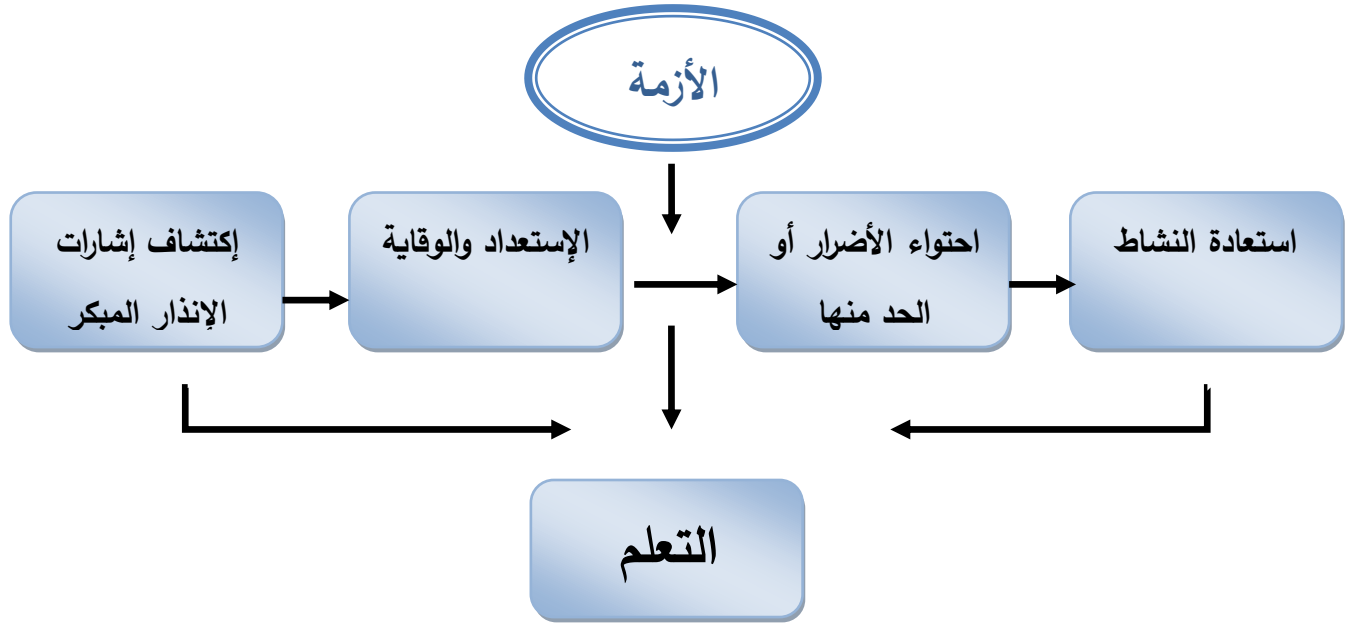 الأزمة
إكتشاف إشارات
الإنذار المبكر
الإستعداد والوقاية
احتواء الأضرار أو
الحد منها
استعادة النشاط
التعلم